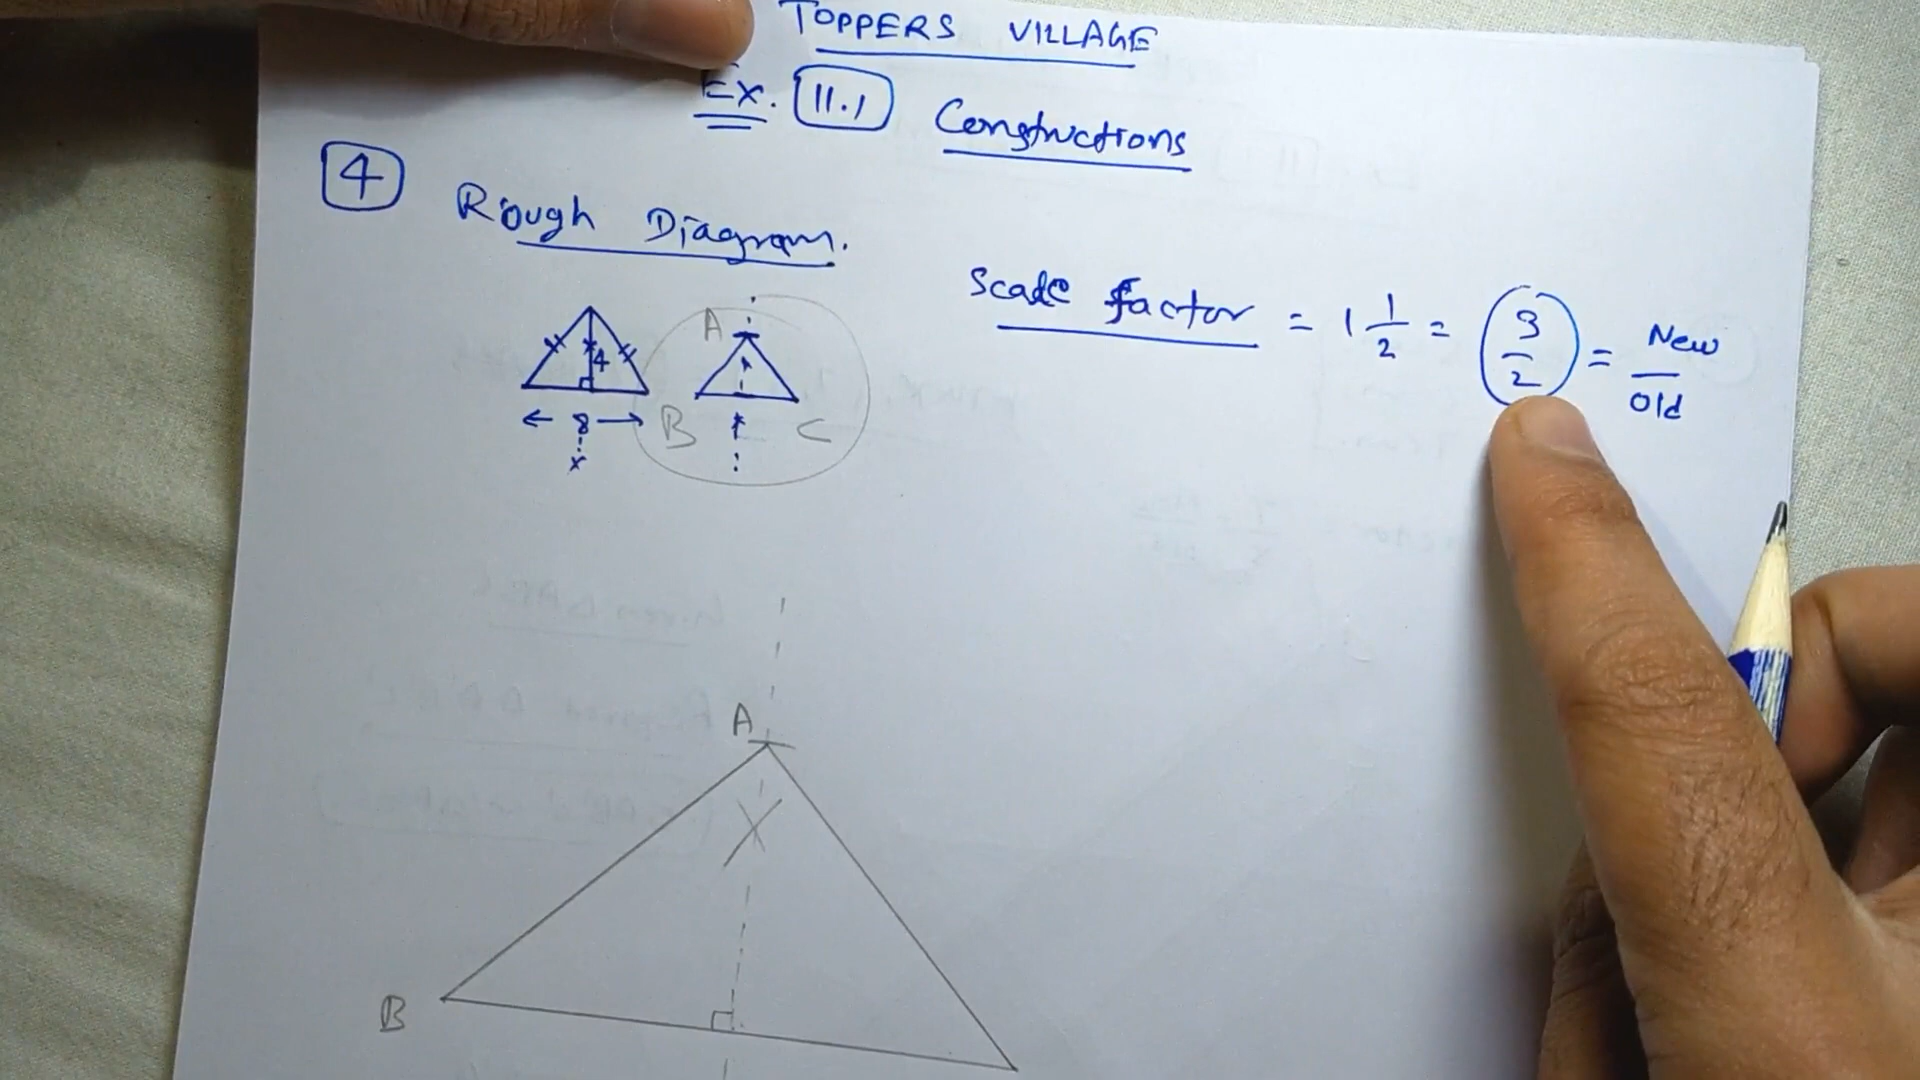 TOPPERS VILLAGE
Ex. 11.1 Constructions
4
Rough Diagram.
Scale factor = 1 1/2 = 3/2 = New/Old
4
← 8 →
x
A
B C
A
B